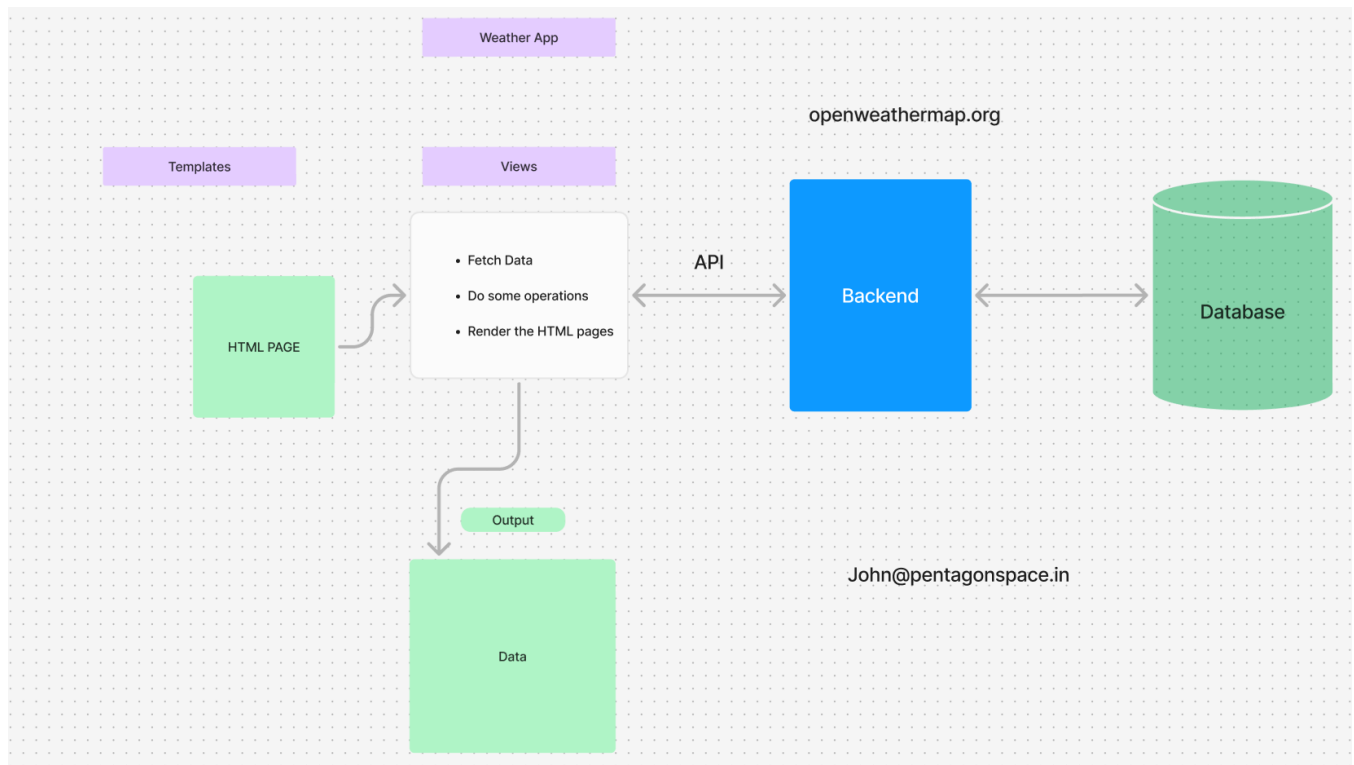 Weather App
openweathermap.org
Templates
Views
• Fetch Data
• Do some operations
• Render the HTML pages
API
Backend
Database
HTML PAGE
Output
John@pentagonspace.in
Data